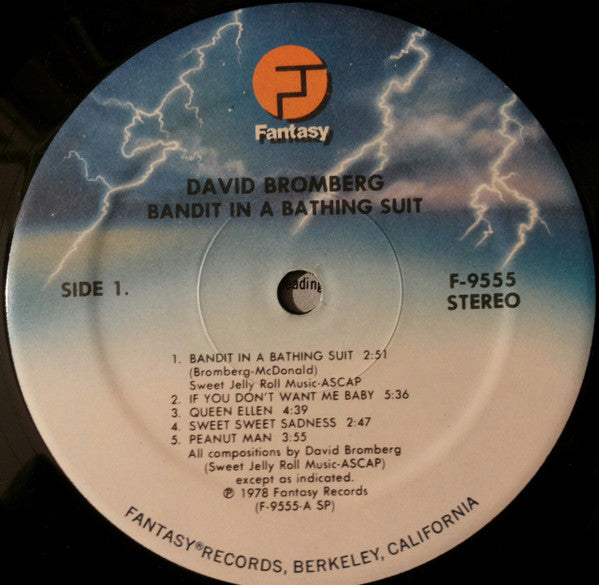 Fantasy
DAVID BROMBERG
BANDIT IN A BATHING SUIT
SIDE 1.
F-9555
STEREO
eading
1. BANDIT IN A BATHING SUIT 2:51
(Bromberg-McDonald)
Sweet Jelly Roll Music-ASCAP
2. IF YOU DON'T WANT ME BABY 5:36
3. QUEEN ELLEN 4:39
4. SWEET SWEET SADNESS 2:47
5. PEANUT MAN 3:55
All compositions by David Bromberg
(Sweet Jelly Roll Music-ASCAP)
except as indicated.
℗ 1978 Fantasy Records
(F-9555-A SP)
FANTASY® RECORDS, BERKELEY, CALIFORNIA